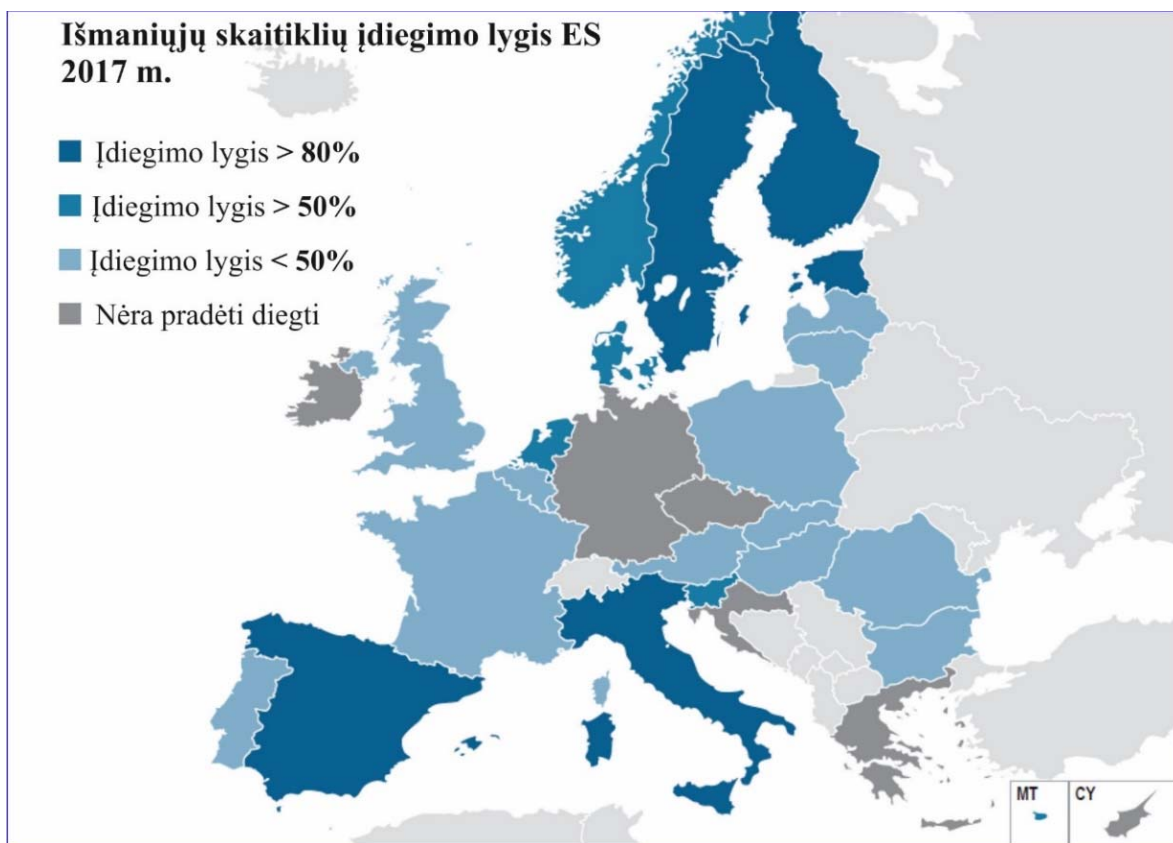 Išmaniųjų skaitiklių įdiegimo lygis ES
2017 m.
Įdiegimo lygis > 80%
Įdiegimo lygis > 50%
Įdiegimo lygis < 50%
Nėra pradėti diegti
MT
CY